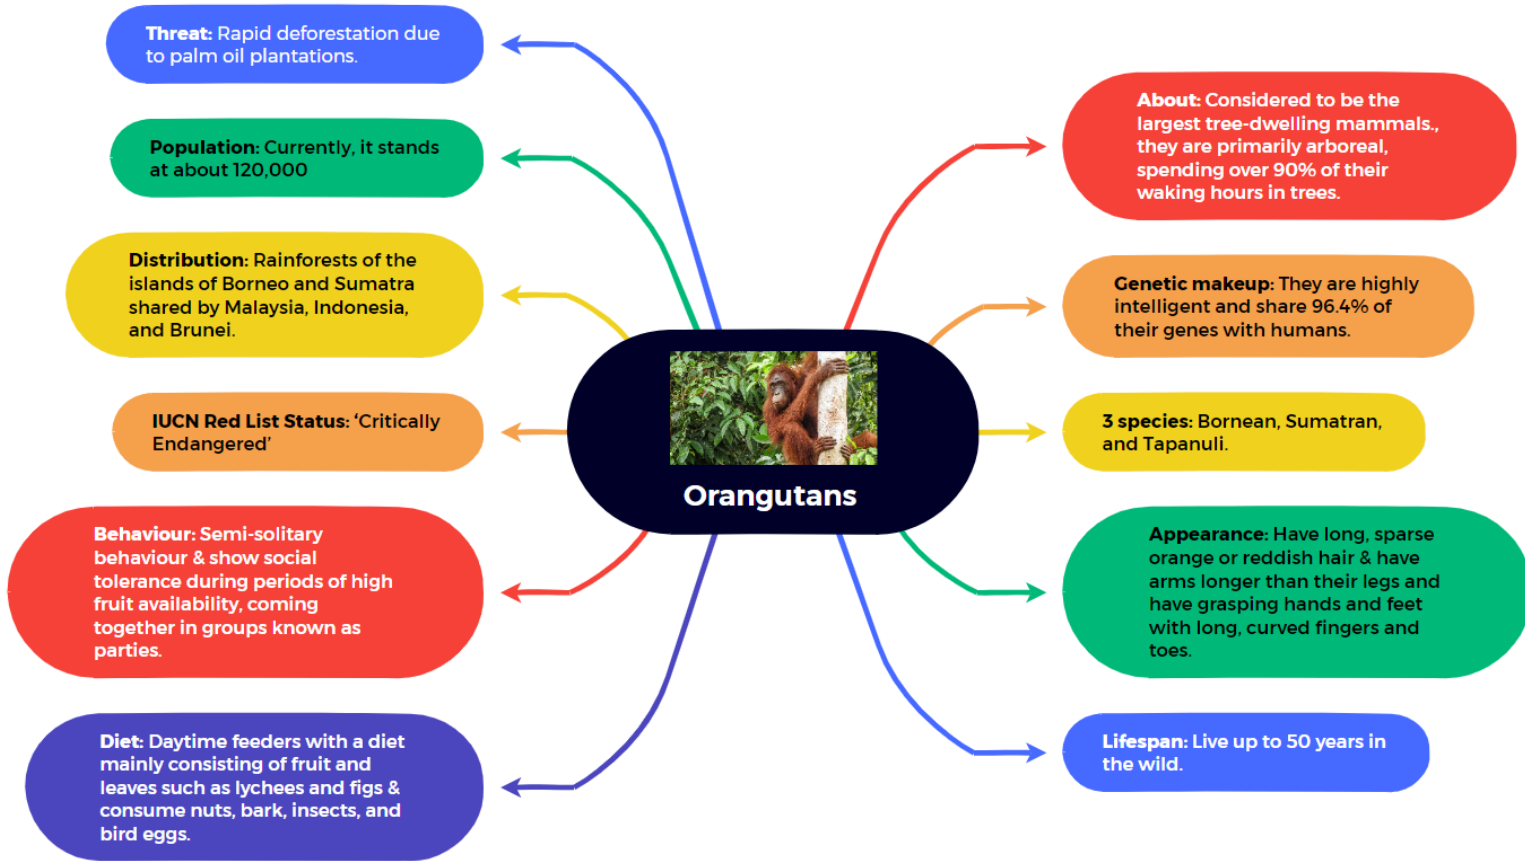 Threat: Rapid deforestation due
to palm oil plantations.
Population: Currently, it stands
at about 120,000
Distribution: Rainforests of the
islands of Borneo and Sumatra
shared by Malaysia, Indonesia,
and Brunei.
IUCN Red List Status: ‘Critically
Endangered’
Behaviour: Semi-solitary
behaviour & show social
tolerance during periods of high
fruit availability, coming
together in groups known as
parties.
Diet: Daytime feeders with a diet
mainly consisting of fruit and
leaves such as lychees and figs &
consume nuts, bark, insects, and
bird eggs.
Orangutans
About: Considered to be the
largest tree-dwelling mammals.,
they are primarily arboreal,
spending over 90% of their
waking hours in trees.
Genetic makeup: They are highly
intelligent and share 96.4% of
their genes with humans.
3 species: Bornean, Sumatran,
and Tapanuli.
Appearance: Have long, sparse
orange or reddish hair & have
arms longer than their legs and
have grasping hands and feet
with long, curved fingers and
toes.
Lifespan: Live up to 50 years in
the wild.